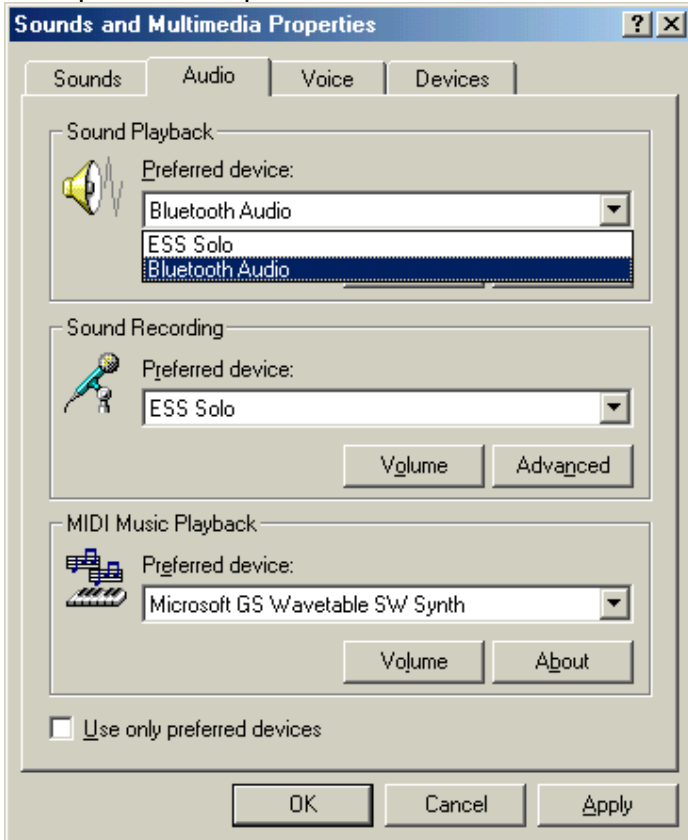 Sounds and Multimedia Properties
Sounds Audio Voice Devices
Sound Playback
Preferred device:
Bluetooth Audio
ESS Solo
Bluetooth Audio
Sound Recording
Preferred device:
ESS Solo
Volume Advanced
MIDI Music Playback
Preferred device:
Microsoft GS Wavetable SW Synth
Volume About
Use only preferred devices
OK Cancel Apply